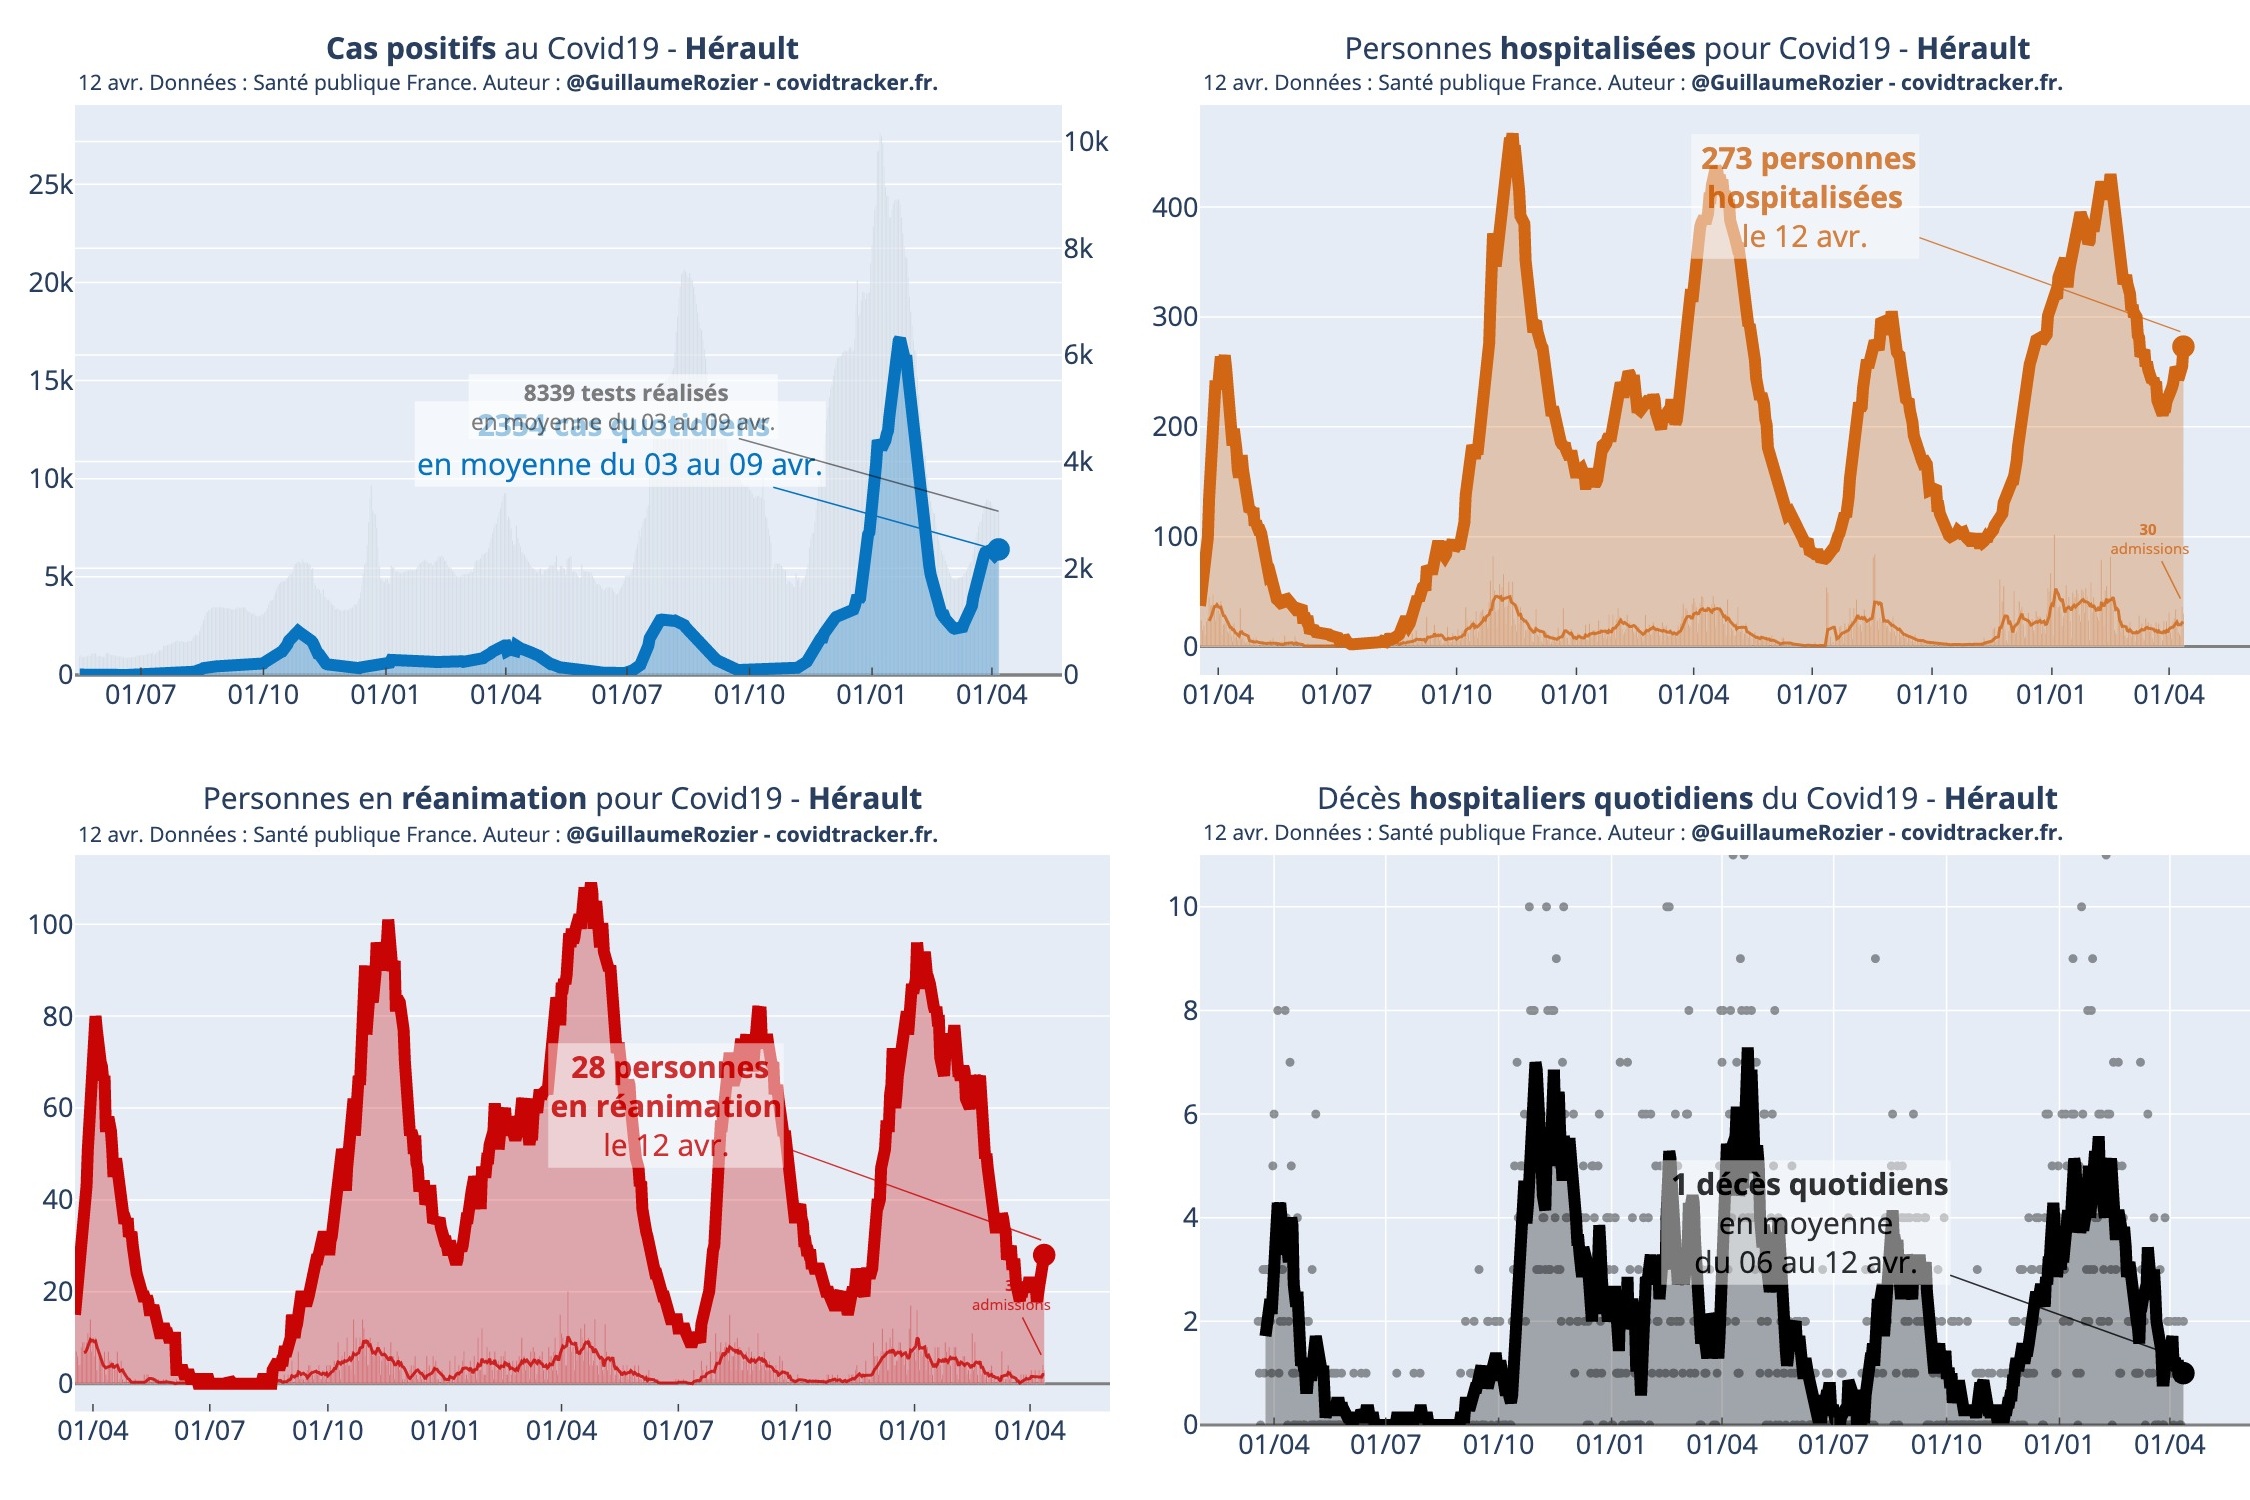 Cas positifs au Covid19 - Hérault
12 avr. Données : Santé publique France. Auteur : @GuillaumeRozier - covidtracker.fr.
25k
20k
15k
10k
5k
0
10k
8k
6k
4k
2k
0
8339 tests réalisés
en moyenne du 03 au 09 avr.
2354 cas quotidiens
en moyenne du 03 au 09 avr.
01/07 01/10 01/01 01/04 01/07 01/10 01/01 01/04
Personnes hospitalisées pour Covid19 - Hérault
12 avr. Données : Santé publique France. Auteur : @GuillaumeRozier - covidtracker.fr.
400
300
200
100
0
273 personnes
hospitalisées
le 12 avr.
30
admissions
01/04 01/07 01/10 01/01 01/04 01/07 01/10 01/01 01/04
Personnes en réanimation pour Covid19 - Hérault
12 avr. Données : Santé publique France. Auteur : @GuillaumeRozier - covidtracker.fr.
100
80
60
40
20
0
28 personnes
en réanimation
le 12 avr.
admissions
01/04 01/07 01/10 01/01 01/04 01/07 01/10 01/01 01/04
Décès hospitaliers quotidiens du Covid19 - Hérault
12 avr. Données : Santé publique France. Auteur : @GuillaumeRozier - covidtracker.fr.
10
8
6
4
2
0
1 décès quotidiens
en moyenne
du 06 au 12 avr.
01/04 01/07 01/10 01/01 01/04 01/07 01/10 01/01 01/04